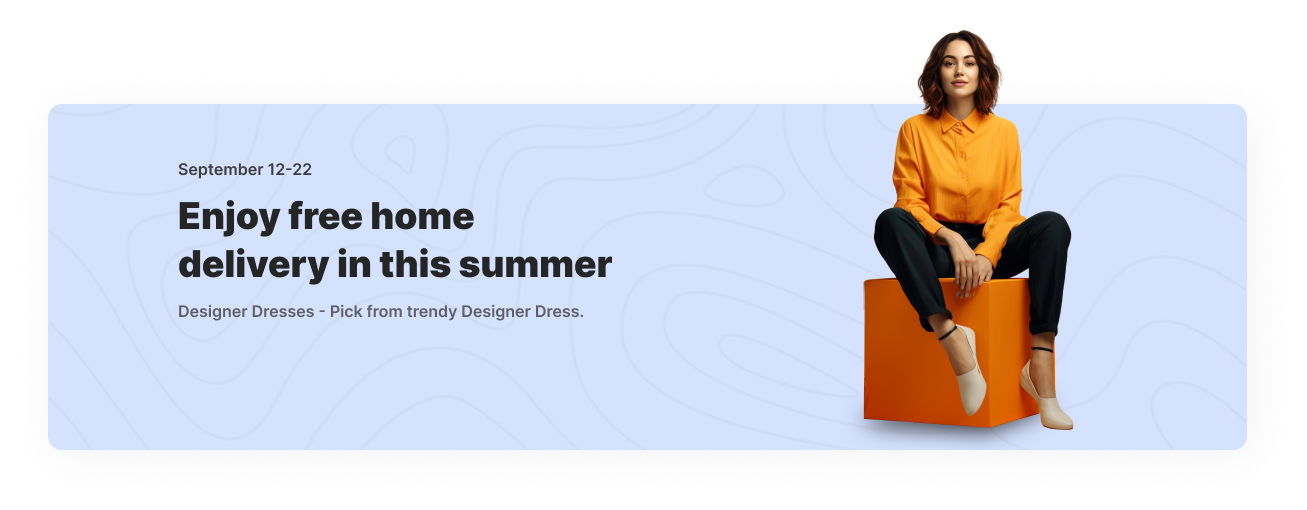 September 12-22
Enjoy free home
delivery in this summer
Designer Dresses - Pick from trendy Designer Dress.